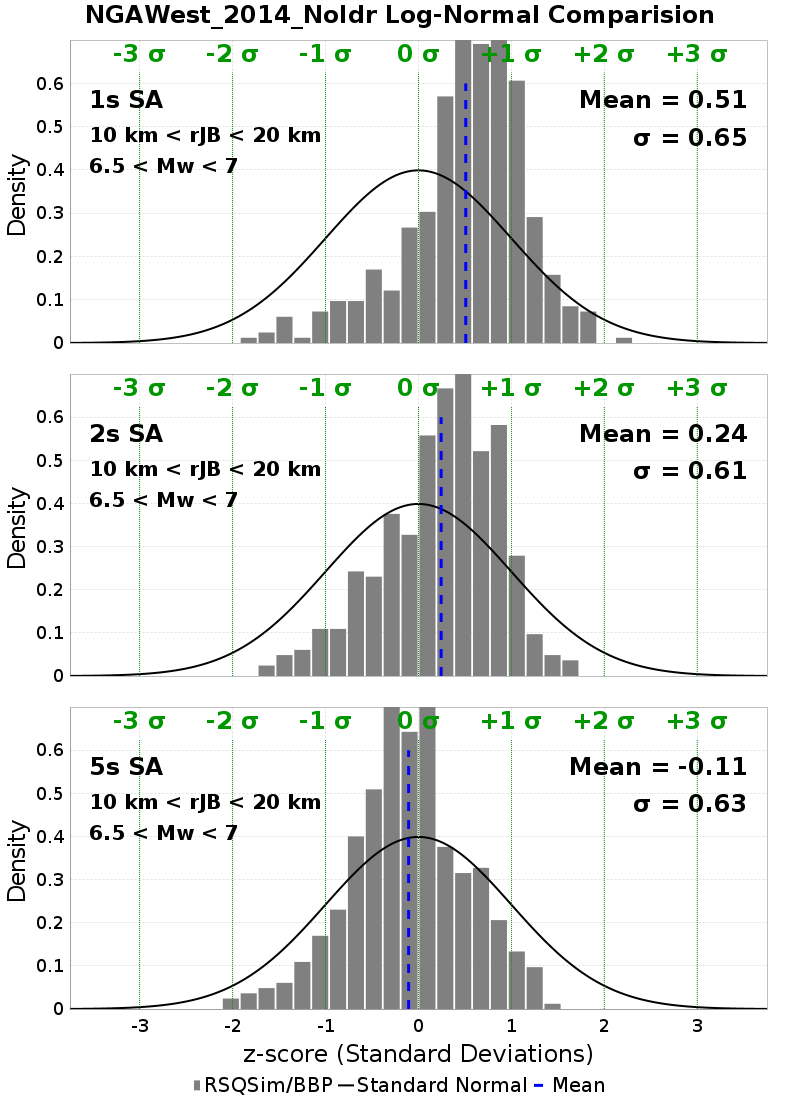 NGAWest_2014_NoIdr Log-Normal Comparision
-3 σ -2 σ -1 σ 0 σ +1 σ +2 σ +3 σ
1s SA
Mean = 0.51
10 km < rJB < 20 km
σ = 0.65
6.5 < Mw < 7
Density
0.6
0.5
0.4
0.3
0.2
0.1
0
-3 σ -2 σ -1 σ 0 σ +1 σ +2 σ +3 σ
2s SA
Mean = 0.24
10 km < rJB < 20 km
σ = 0.61
6.5 < Mw < 7
Density
0.6
0.5
0.4
0.3
0.2
0.1
0
-3 σ -2 σ -1 σ 0 σ +1 σ +2 σ +3 σ
5s SA
Mean = -0.11
10 km < rJB < 20 km
σ = 0.63
6.5 < Mw < 7
Density
0.6
0.5
0.4
0.3
0.2
0.1
0
-3 -2 -1 0 1 2 3
z-score (Standard Deviations)
RSQSim/BBP Standard Normal Mean